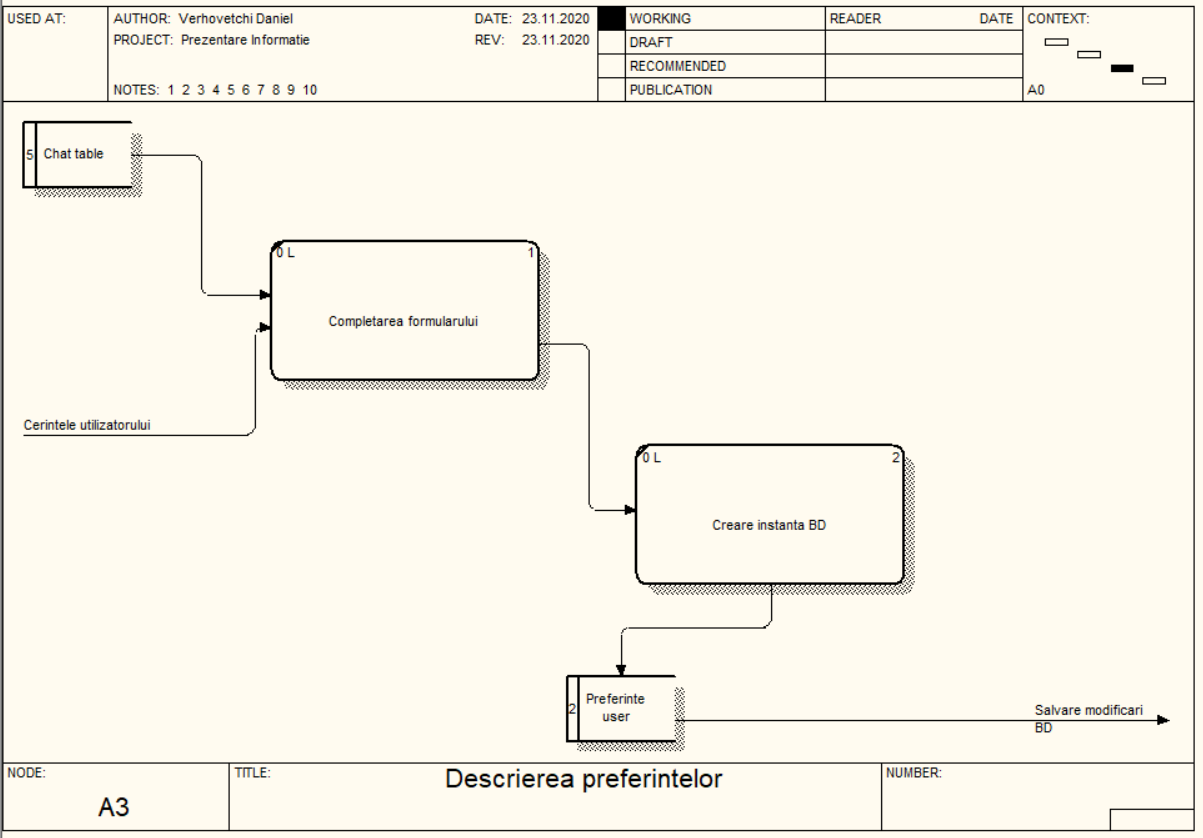 USED AT:
AUTHOR: Verhovetchi Daniel
DATE: 23.11.2020
PROJECT: Prezentare Informatie
REV: 23.11.2020
NOTES: 1 2 3 4 5 6 7 8 9 10
WORKING
DRAFT
RECOMMENDED
PUBLICATION
READER DATE
CONTEXT:
A0
5 Chat table
0 L 1
Completarea formularului
Cerintele utilizatorului
0 L 2
Creare instanta BD
2
Preferinte
user
Salvare modificari
BD
NODE:
A3
TITLE:
Descrierea preferintelor
NUMBER: